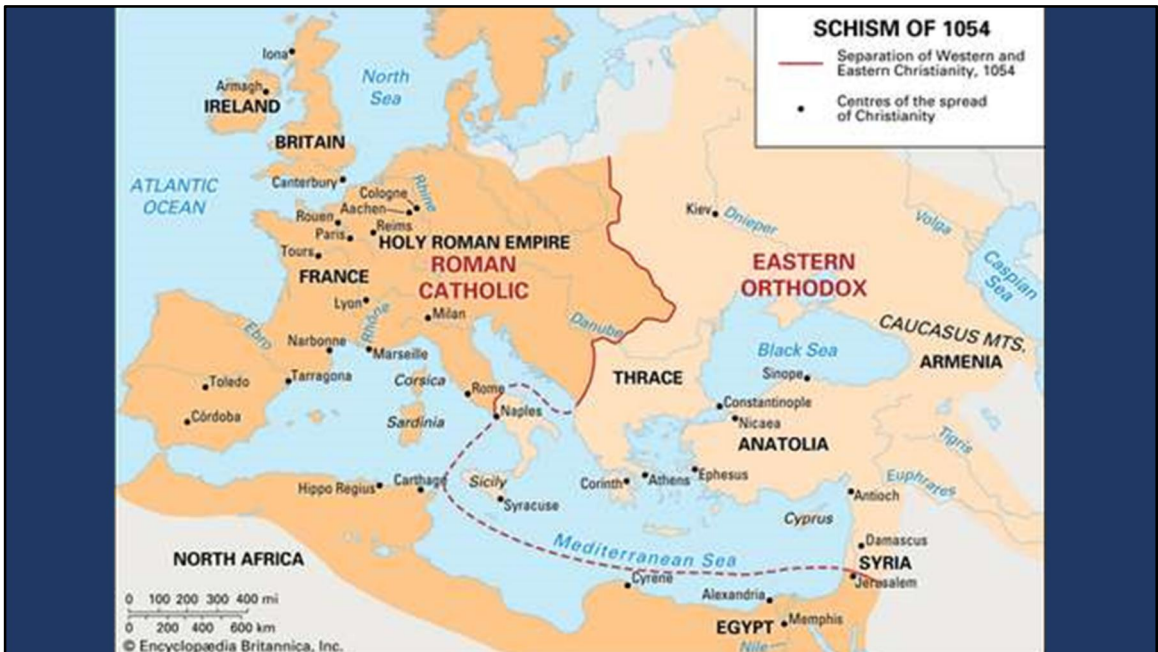 SCHISM OF 1054
Separation of Western and
Eastern Christianity, 1054
Centres of the spread
of Christianity
Iona
Armagh
IRELAND
North
Sea
BRITAIN
ATLANTIC
OCEAN
Canterbury
Cologne
Rhine
Aachen
Rouen
Reims
Paris
HOLY ROMAN EMPIRE
Tours
ROMAN
CATHOLIC
FRANCE
Lyon
Milan
Rhône
Danube
Ebro
Narbonne
Marseille
Toledo
Tarragona
Corsica
Rome
Córdoba
Sardinia
Naples
Kiev
Dnieper
Volga
Caspian
Sea
EASTERN
ORTHODOX
CAUCASUS MTS.
Black Sea
ARMENIA
THRACE
Sinope
Constantinople
Nicaea
ANATOLIA
Tigris
Euphrates
Hippo Regius
Carthage
Sicily
Syracuse
Corinth
Athens
Ephesus
Antioch
Cyprus
Damascus
SYRIA
Jerusalem
Mediterranean Sea
NORTH AFRICA
Cyrene
Alexandria
EGYPT
Memphis
Nile
0 100 200 300 400 mi
0 200 400 600 km
© Encyclopædia Britannica, Inc.